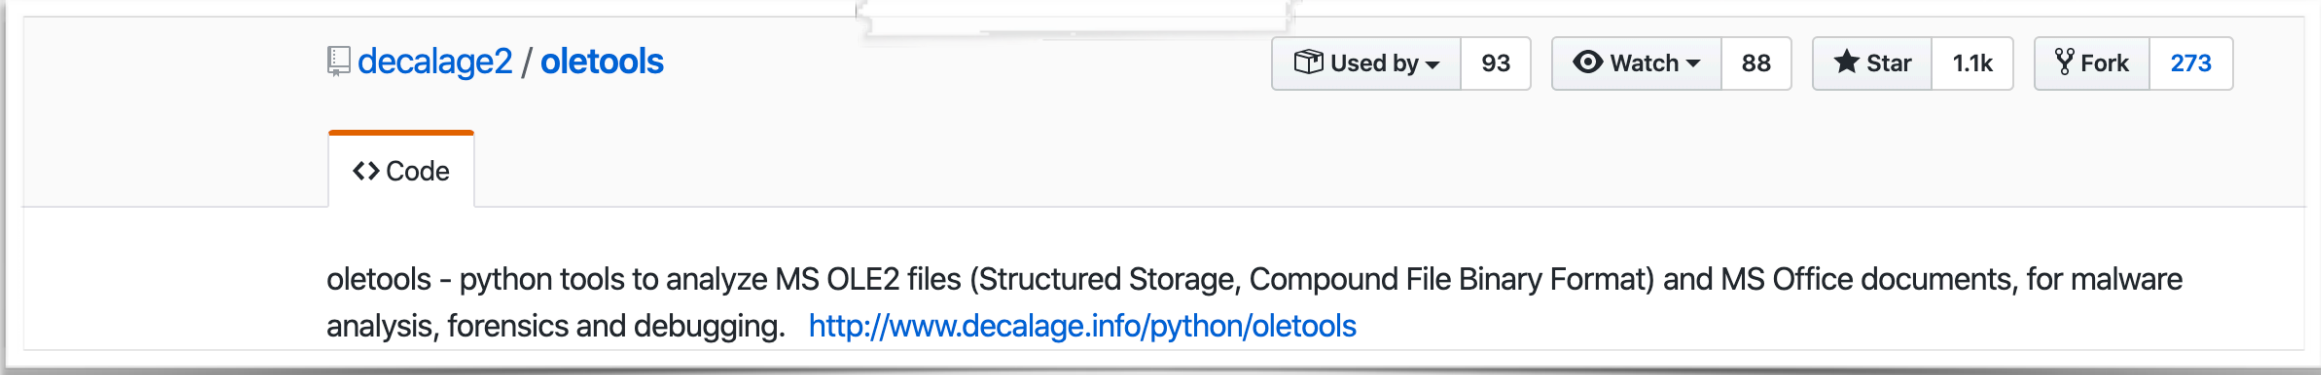 decalage2 / oletools
Used by 93 Watch 88 Star 1.1k Fork 273
<> Code
oletools - python tools to analyze MS OLE2 files (Structured Storage, Compound File Binary Format) and MS Office documents, for malware
analysis, forensics and debugging. http://www.decalage.info/python/oletools